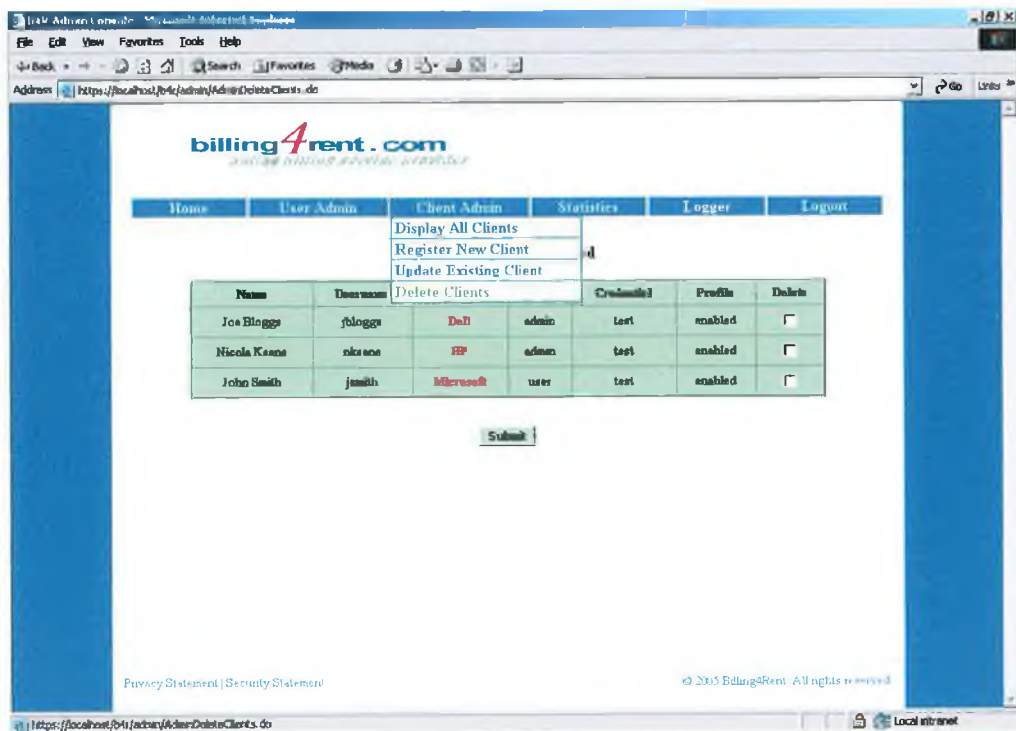 File Edit View Favorites Tools Help
Back Search Favorites Media
Address https://localhost/b4r/admin/AdminDeleteClients.do Go Links »
billing4rent.com
Home User Admin Client Admin Statistics Logger Logout
Display All Clients
Register New Client
Update Existing Client
Delete Clients
Name Username Credential Profile Delete
Joe Bloggs jbloggs Dell admin test enabled
Nicola Keane nkeane HP admin test enabled
John Smith jsmith Microsoft user test enabled
Submit
Privacy Statement | Security Statement
© 2005 Billing4Rent. All rights reserved
https://localhost/b4r/admin/AdminDeleteClients.do Local intranet